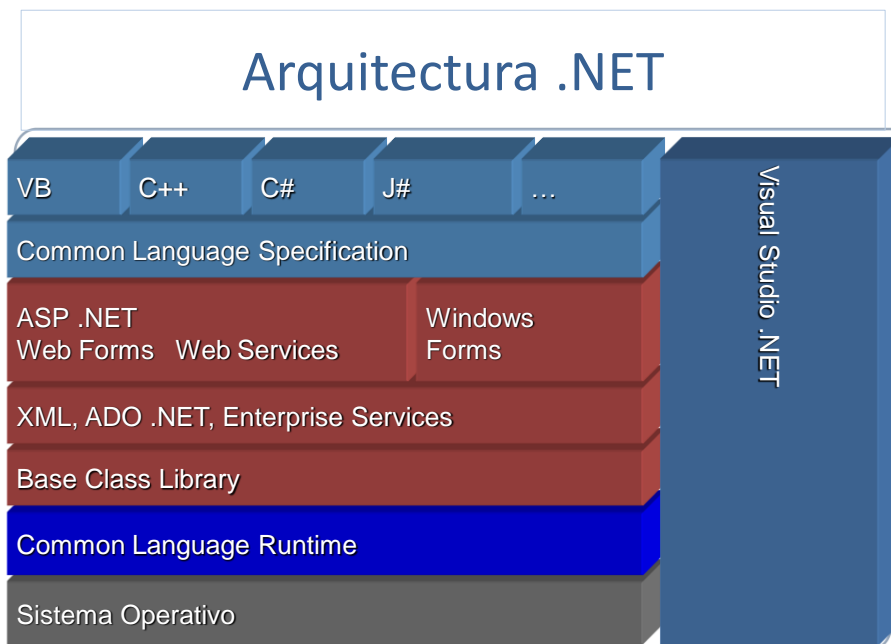 Arquitectura .NET
VB
C++
C#
J#
...
Common Language Specification
ASP .NET
Web Forms Web Services
Windows
Forms
XML, ADO .NET, Enterprise Services
Base Class Library
Common Language Runtime
Sistema Operativo
Visual Studio .NET